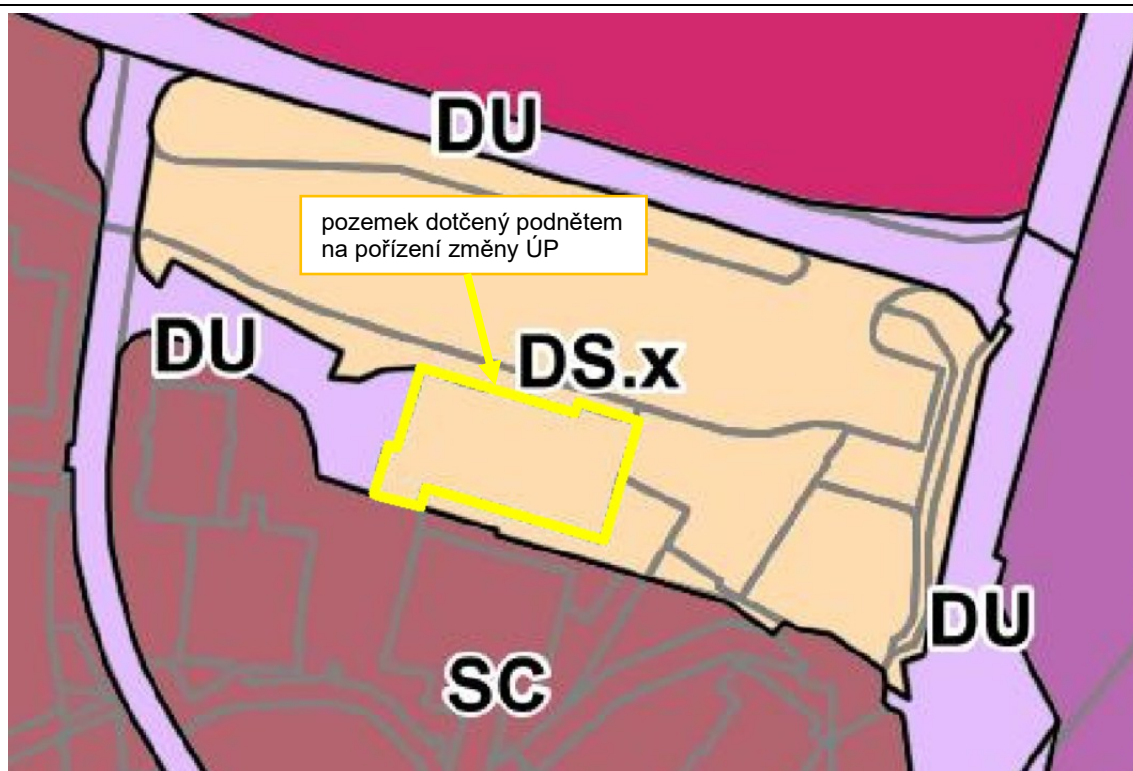 DU
pozemek dotčený podnětem
na pořízení změny ÚP
DU
DS.x
DU
SC